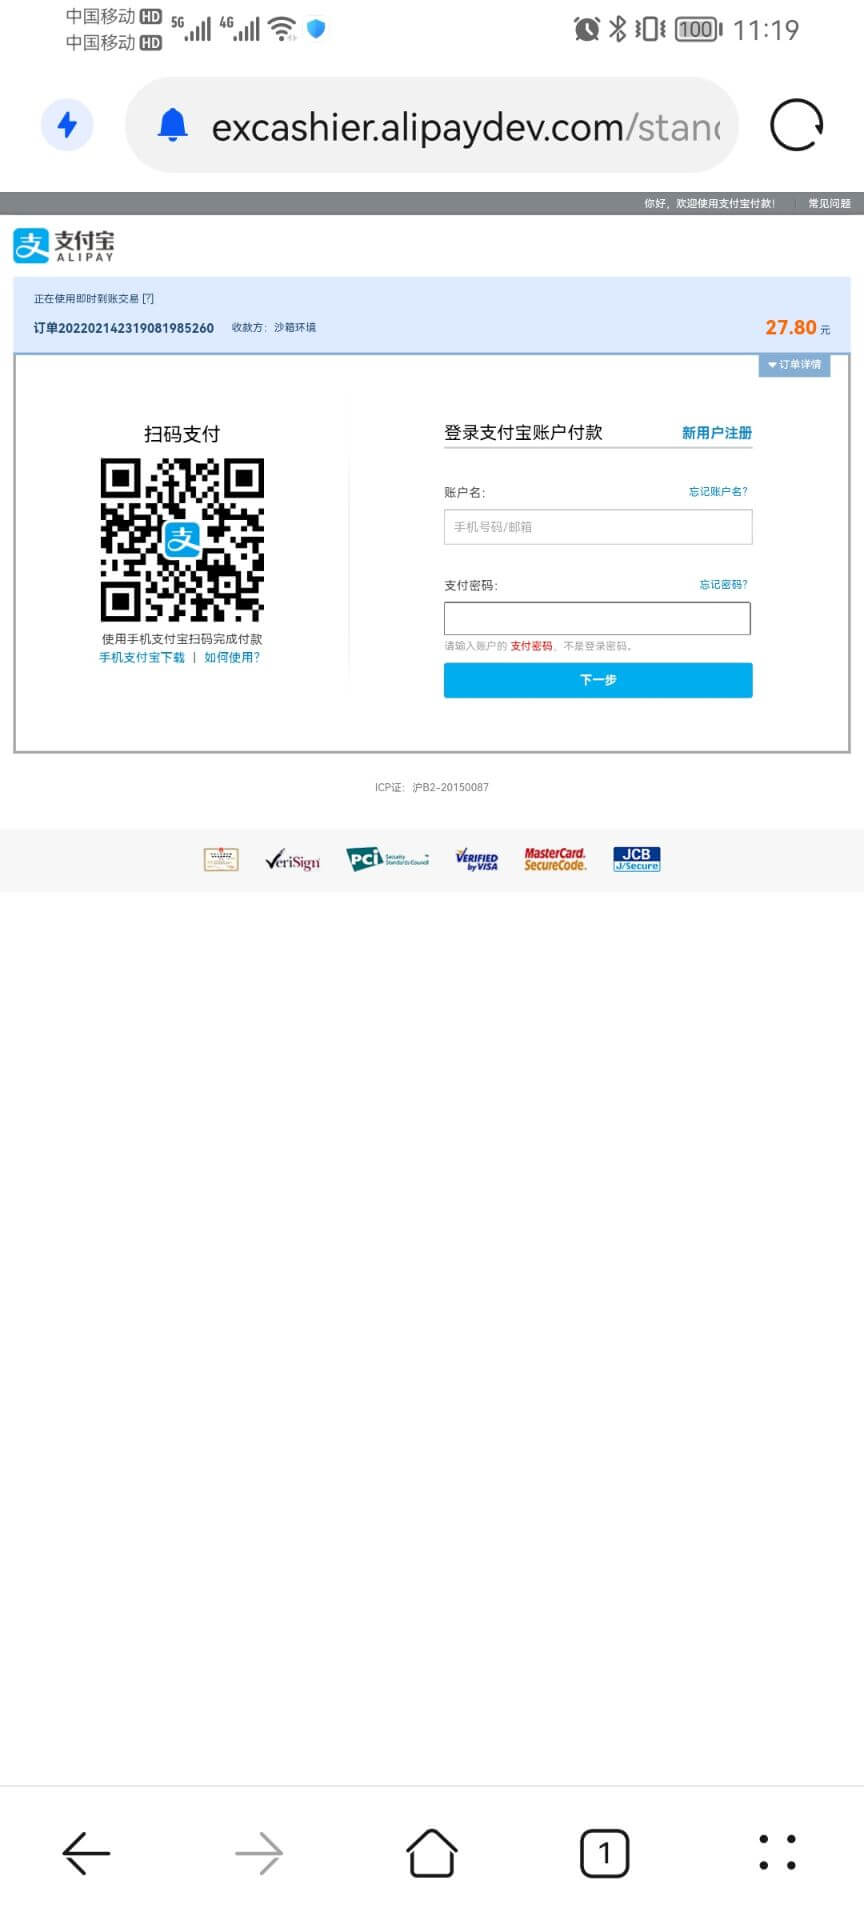 中国移动 HD 5G 4G 100 11:19
中国移动 HD
excashier.alipaydev.com/stand
你好，欢迎使用支付宝付款！ 常见问题
支 支付宝
ALIPAY
正在使用即时到账交易 [?]
订单202202142319081985260 收款方：沙箱环境 27.80 元
订单详情
扫码支付
支
使用手机支付宝扫码完成付款
手机支付宝下载 | 如何使用?
登录支付宝账户付款 新用户注册
账户名： 忘记账户名?
手机号码/邮箱
支付密码： 忘记密码?
请输入账户的 支付密码，不是登录密码。
下一步
ICP证：沪B2-20150087
VeriSign PCI Security Standards Council VERIFIED by VISA MasterCard. SecureCode. JCB J/Secure
1